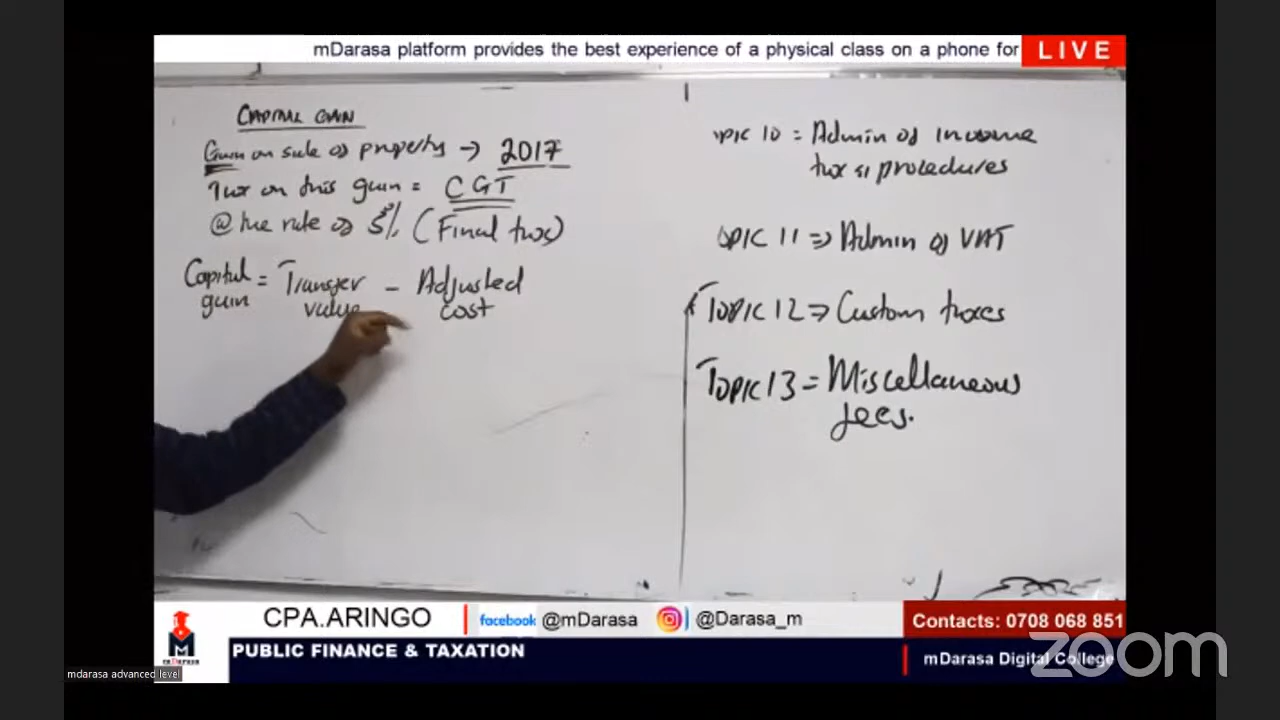 mDarasa platform provides the best experience of a physical class on a phone for
LIVE
CAPITAL GAIN
Gain on sale of property → 2017
Tax on this gain = CGT
@ the rate of 5% (Final tax)
Capital gain = Transfer value - Adjusted cost
OPIC 10 = Admin of income
tax & procedures
OPIC 11 ⇒ Admin of VAT
TOPIC 12 ⇒ Custom taxes
TOPIC 13 = Miscellaneous
fees.
CPA.ARINGO
facebook @mDarasa
@Darasa_m
Contacts: 0708 068 851
M
mDarasa
PUBLIC FINANCE & TAXATION
mDarasa Digital College
zoom
mdarasa advanced level